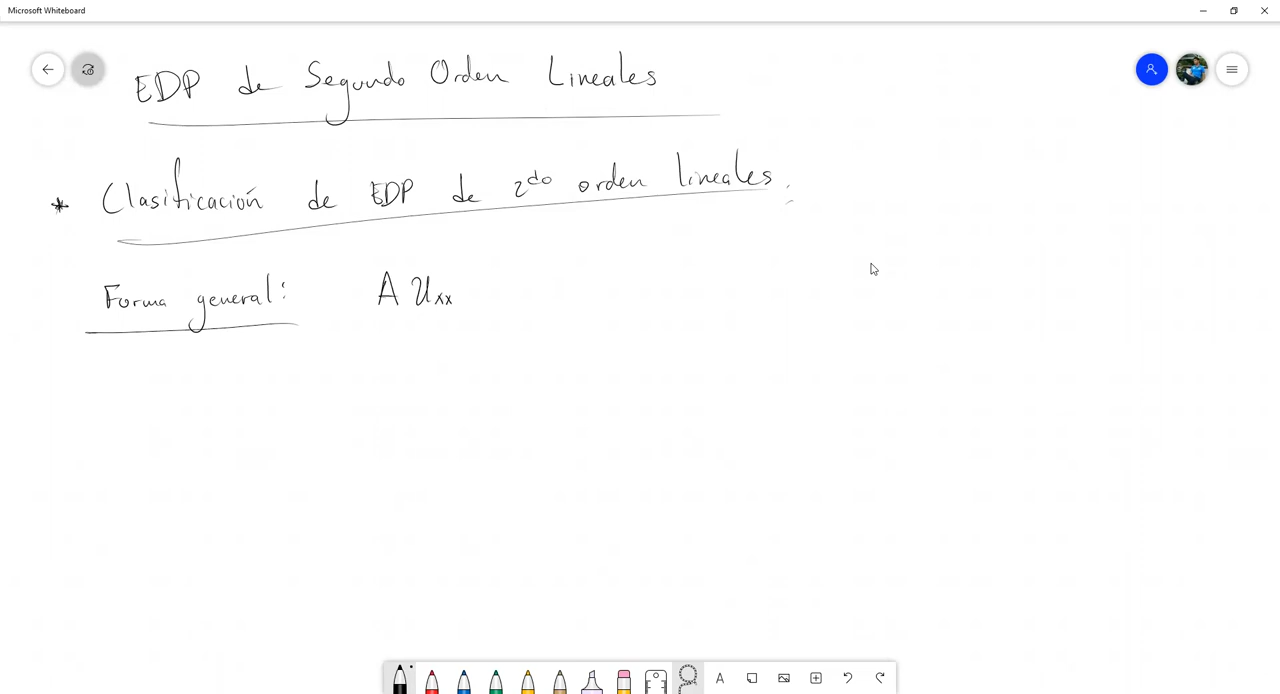 Microsoft Whiteboard
EDP de Segundo Orden Lineales
* Clasificación de EDP de 2do orden lineales.
Forma general: A Uxx
A